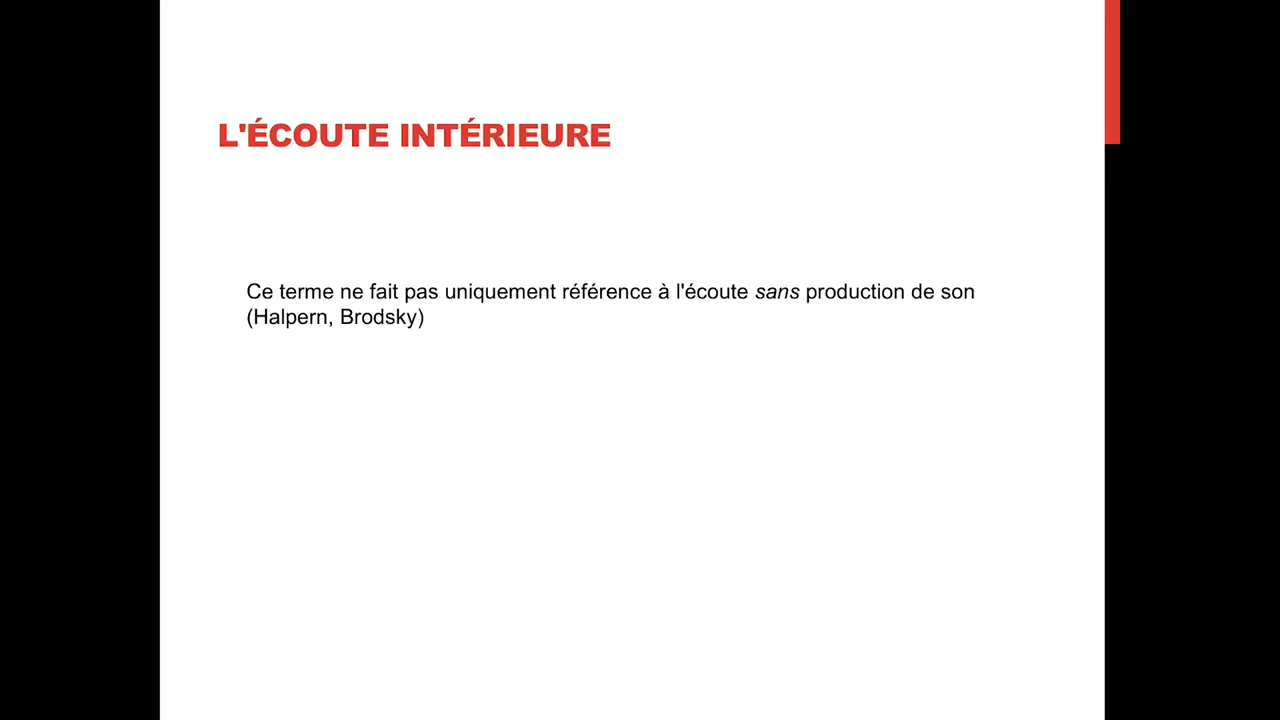 L'ÉCOUTE INTÉRIEURE
Ce terme ne fait pas uniquement référence à l'écoute sans production de son
(Halpern, Brodsky)